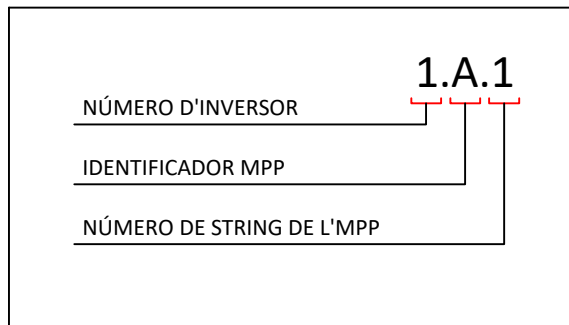 1.A.1
NÚMERO D'INVERSOR
IDENTIFICADOR MPP
NÚMERO DE STRING DE L'MPP